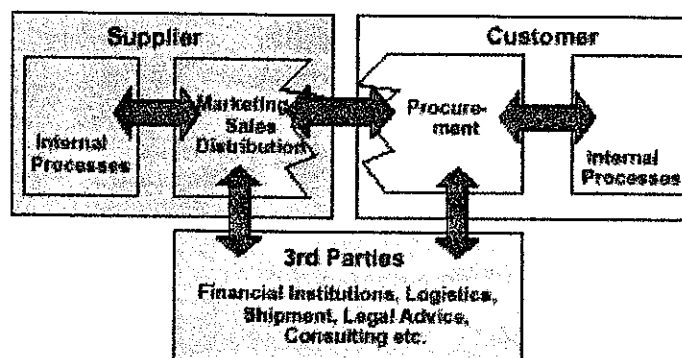 Supplier
Internal
Processes
Marketing
Sales
Distribution
Customer
Procure-
ment
Internal
Processes
3rd Parties
Financial Institutions, Logistics,
Shipment, Legal Advice,
Consulting etc.